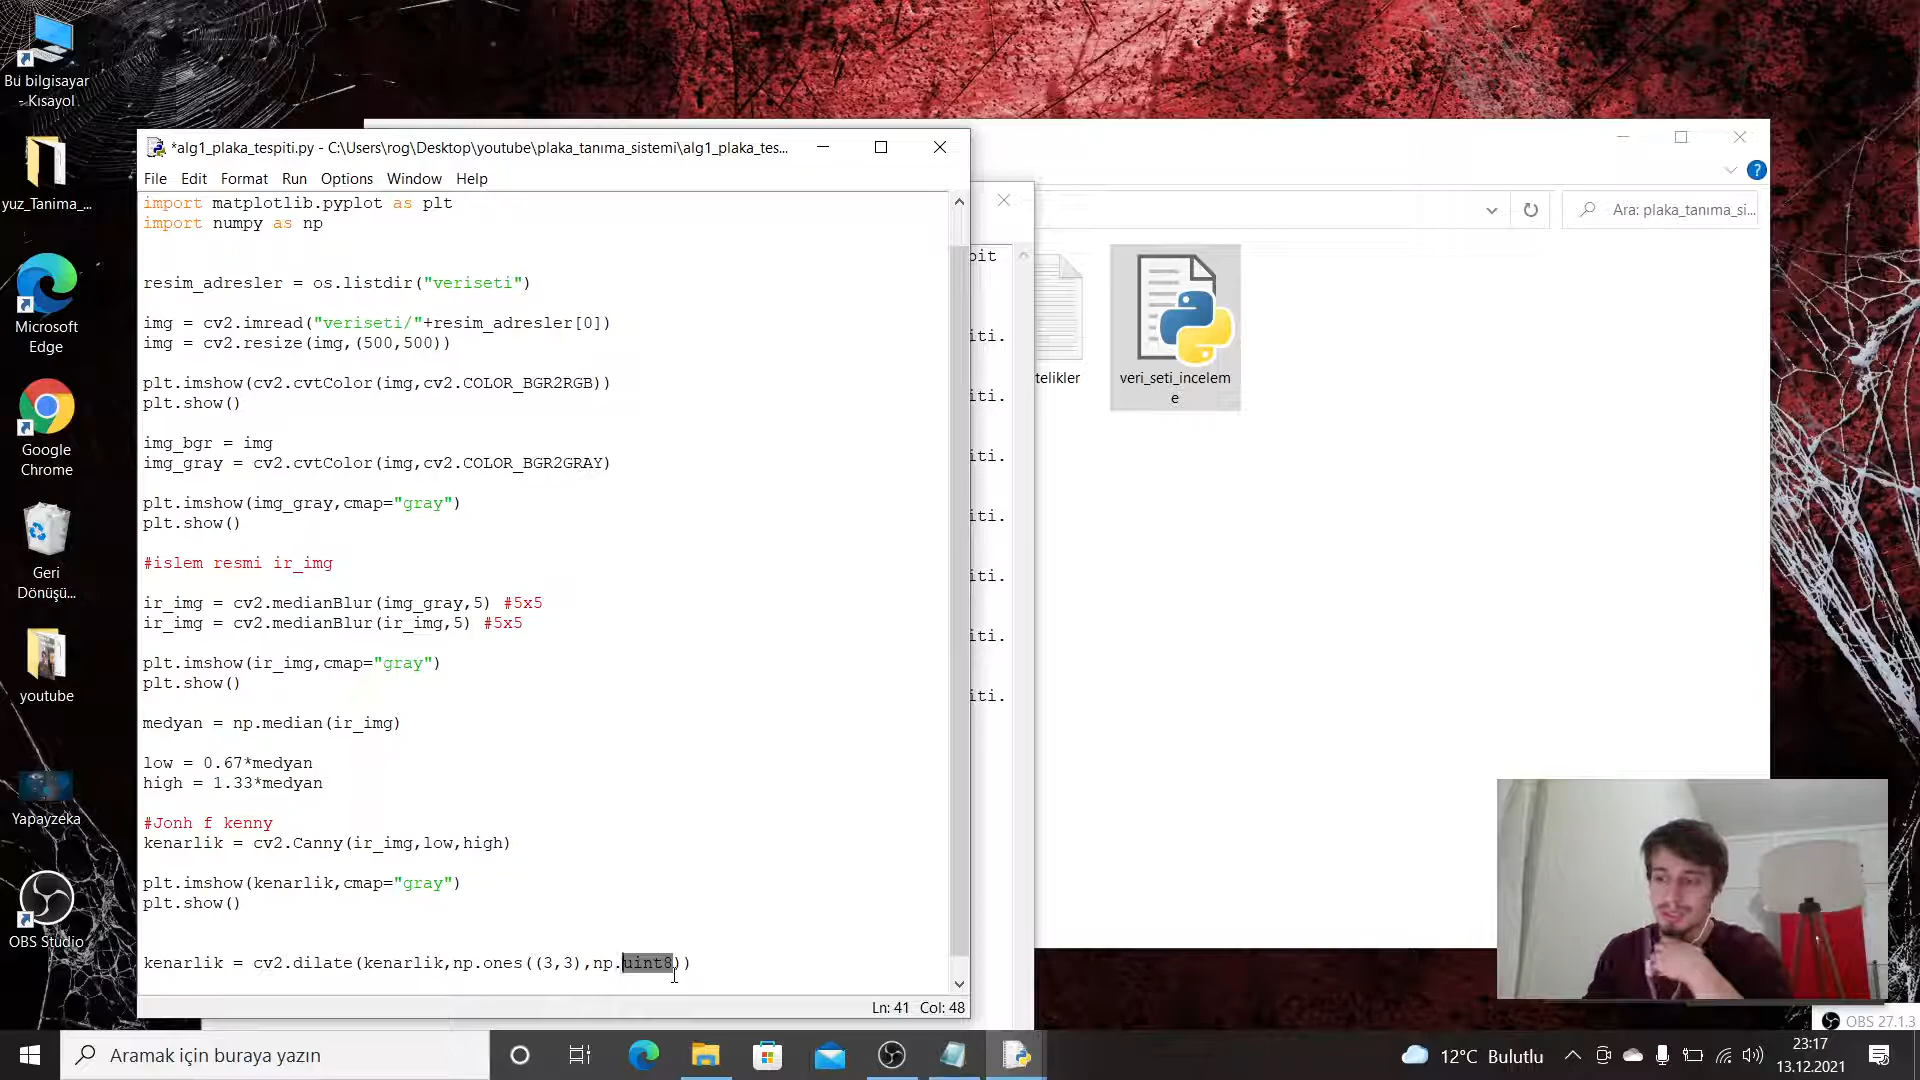 Bu bilgisayar
- Kısayol
yuz_Tanima_...
Microsoft
Edge
Google
Chrome
Geri
Dönüşü...
youtube
Yapayzeka
OBS Studio
*alg1_plaka_tespiti.py - C:\Users\rog\Desktop\youtube\plaka_tanıma_sistemi\alg1_plaka_tes...
File Edit Format Run Options Window Help
import matplotlib.pyplot as plt
import numpy as np
resim_adresler = os.listdir("veriseti")
img = cv2.imread("veriseti/"+resim_adresler[0])
img = cv2.resize(img,(500,500))
plt.imshow(cv2.cvtColor(img,cv2.COLOR_BGR2RGB))
plt.show()
img_bgr = img
img_gray = cv2.cvtColor(img,cv2.COLOR_BGR2GRAY)
plt.imshow(img_gray,cmap="gray")
plt.show()
#islem resmi ir_img
ir_img = cv2.medianBlur(img_gray,5) #5x5
ir_img = cv2.medianBlur(ir_img,5) #5x5
plt.imshow(ir_img,cmap="gray")
plt.show()
medyan = np.median(ir_img)
low = 0.67*medyan
high = 1.33*medyan
#Jonh f kenny
kenarlik = cv2.Canny(ir_img,low,high)
plt.imshow(kenarlik,cmap="gray")
plt.show()
kenarlik = cv2.dilate(kenarlik,np.ones((3,3),np.uint8))
Ln: 41 Col: 48
iti.
iti.
iti.
iti.
iti.
iti.
iti.
Ara: plaka_tanıma_si...
telikler
veri_seti_incelem
e
OBS 27.1.3
Aramak için buraya yazın
12°C Bulutlu
23:17
13.12.2021